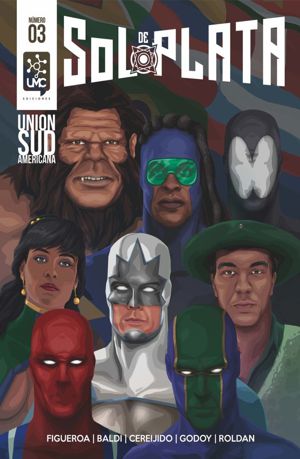 NÚMERO
03
UMC
EDICIONES
SOL DE PLATA
UNION
SUD
AMERICANA
FIGUEROA | BALDI | CEREIJIDO | GODOY | ROLDAN